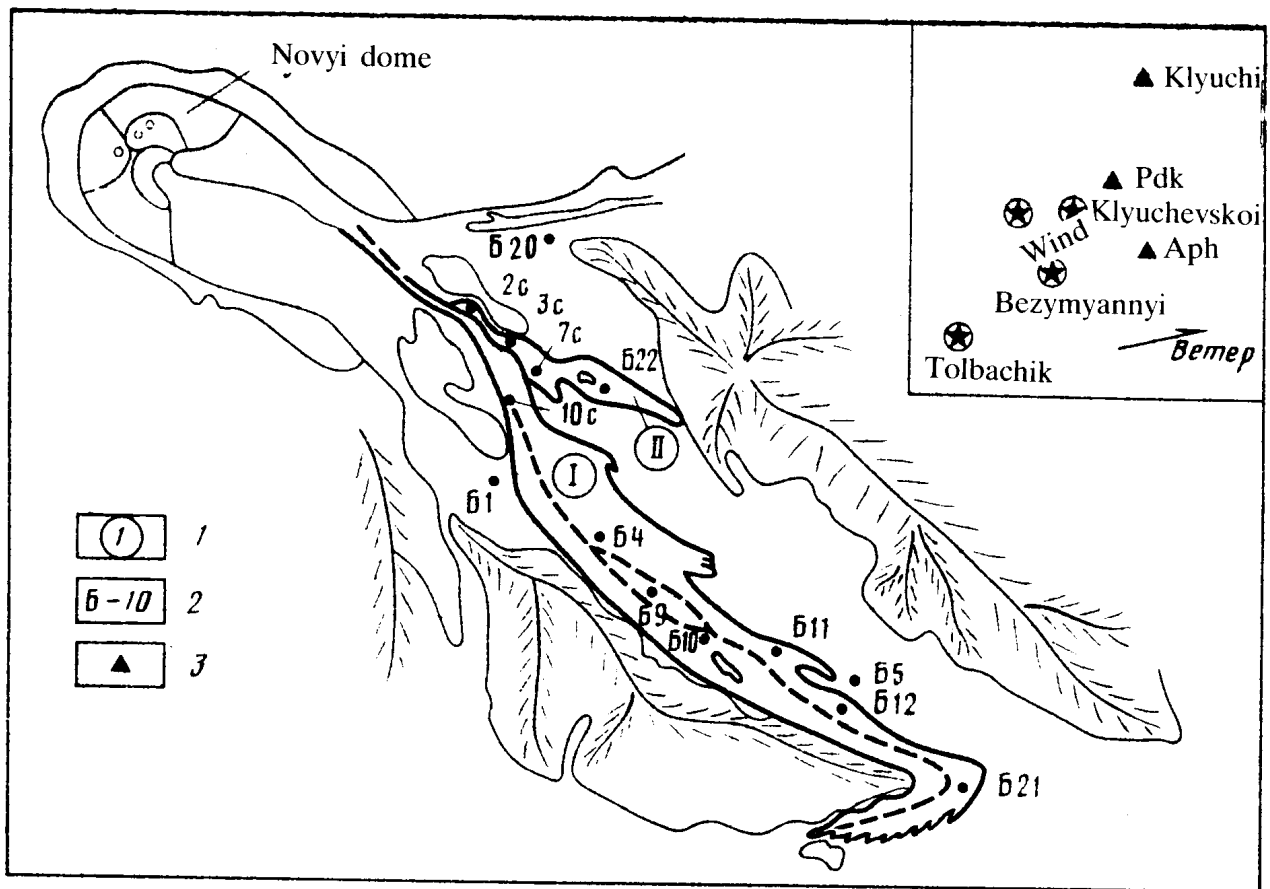 Novyi dome
Klyuchi
Pdk
Klyuchevskoi
Wind
Aph
Bezymyannyi
Tolbachik
Ветер
Б20
2с
3с
7с
Б22
10с
II
I
Б1
Б4
Б9
Б10
Б11
Б5
Б12
Б21
1 1
Б-10 2
3